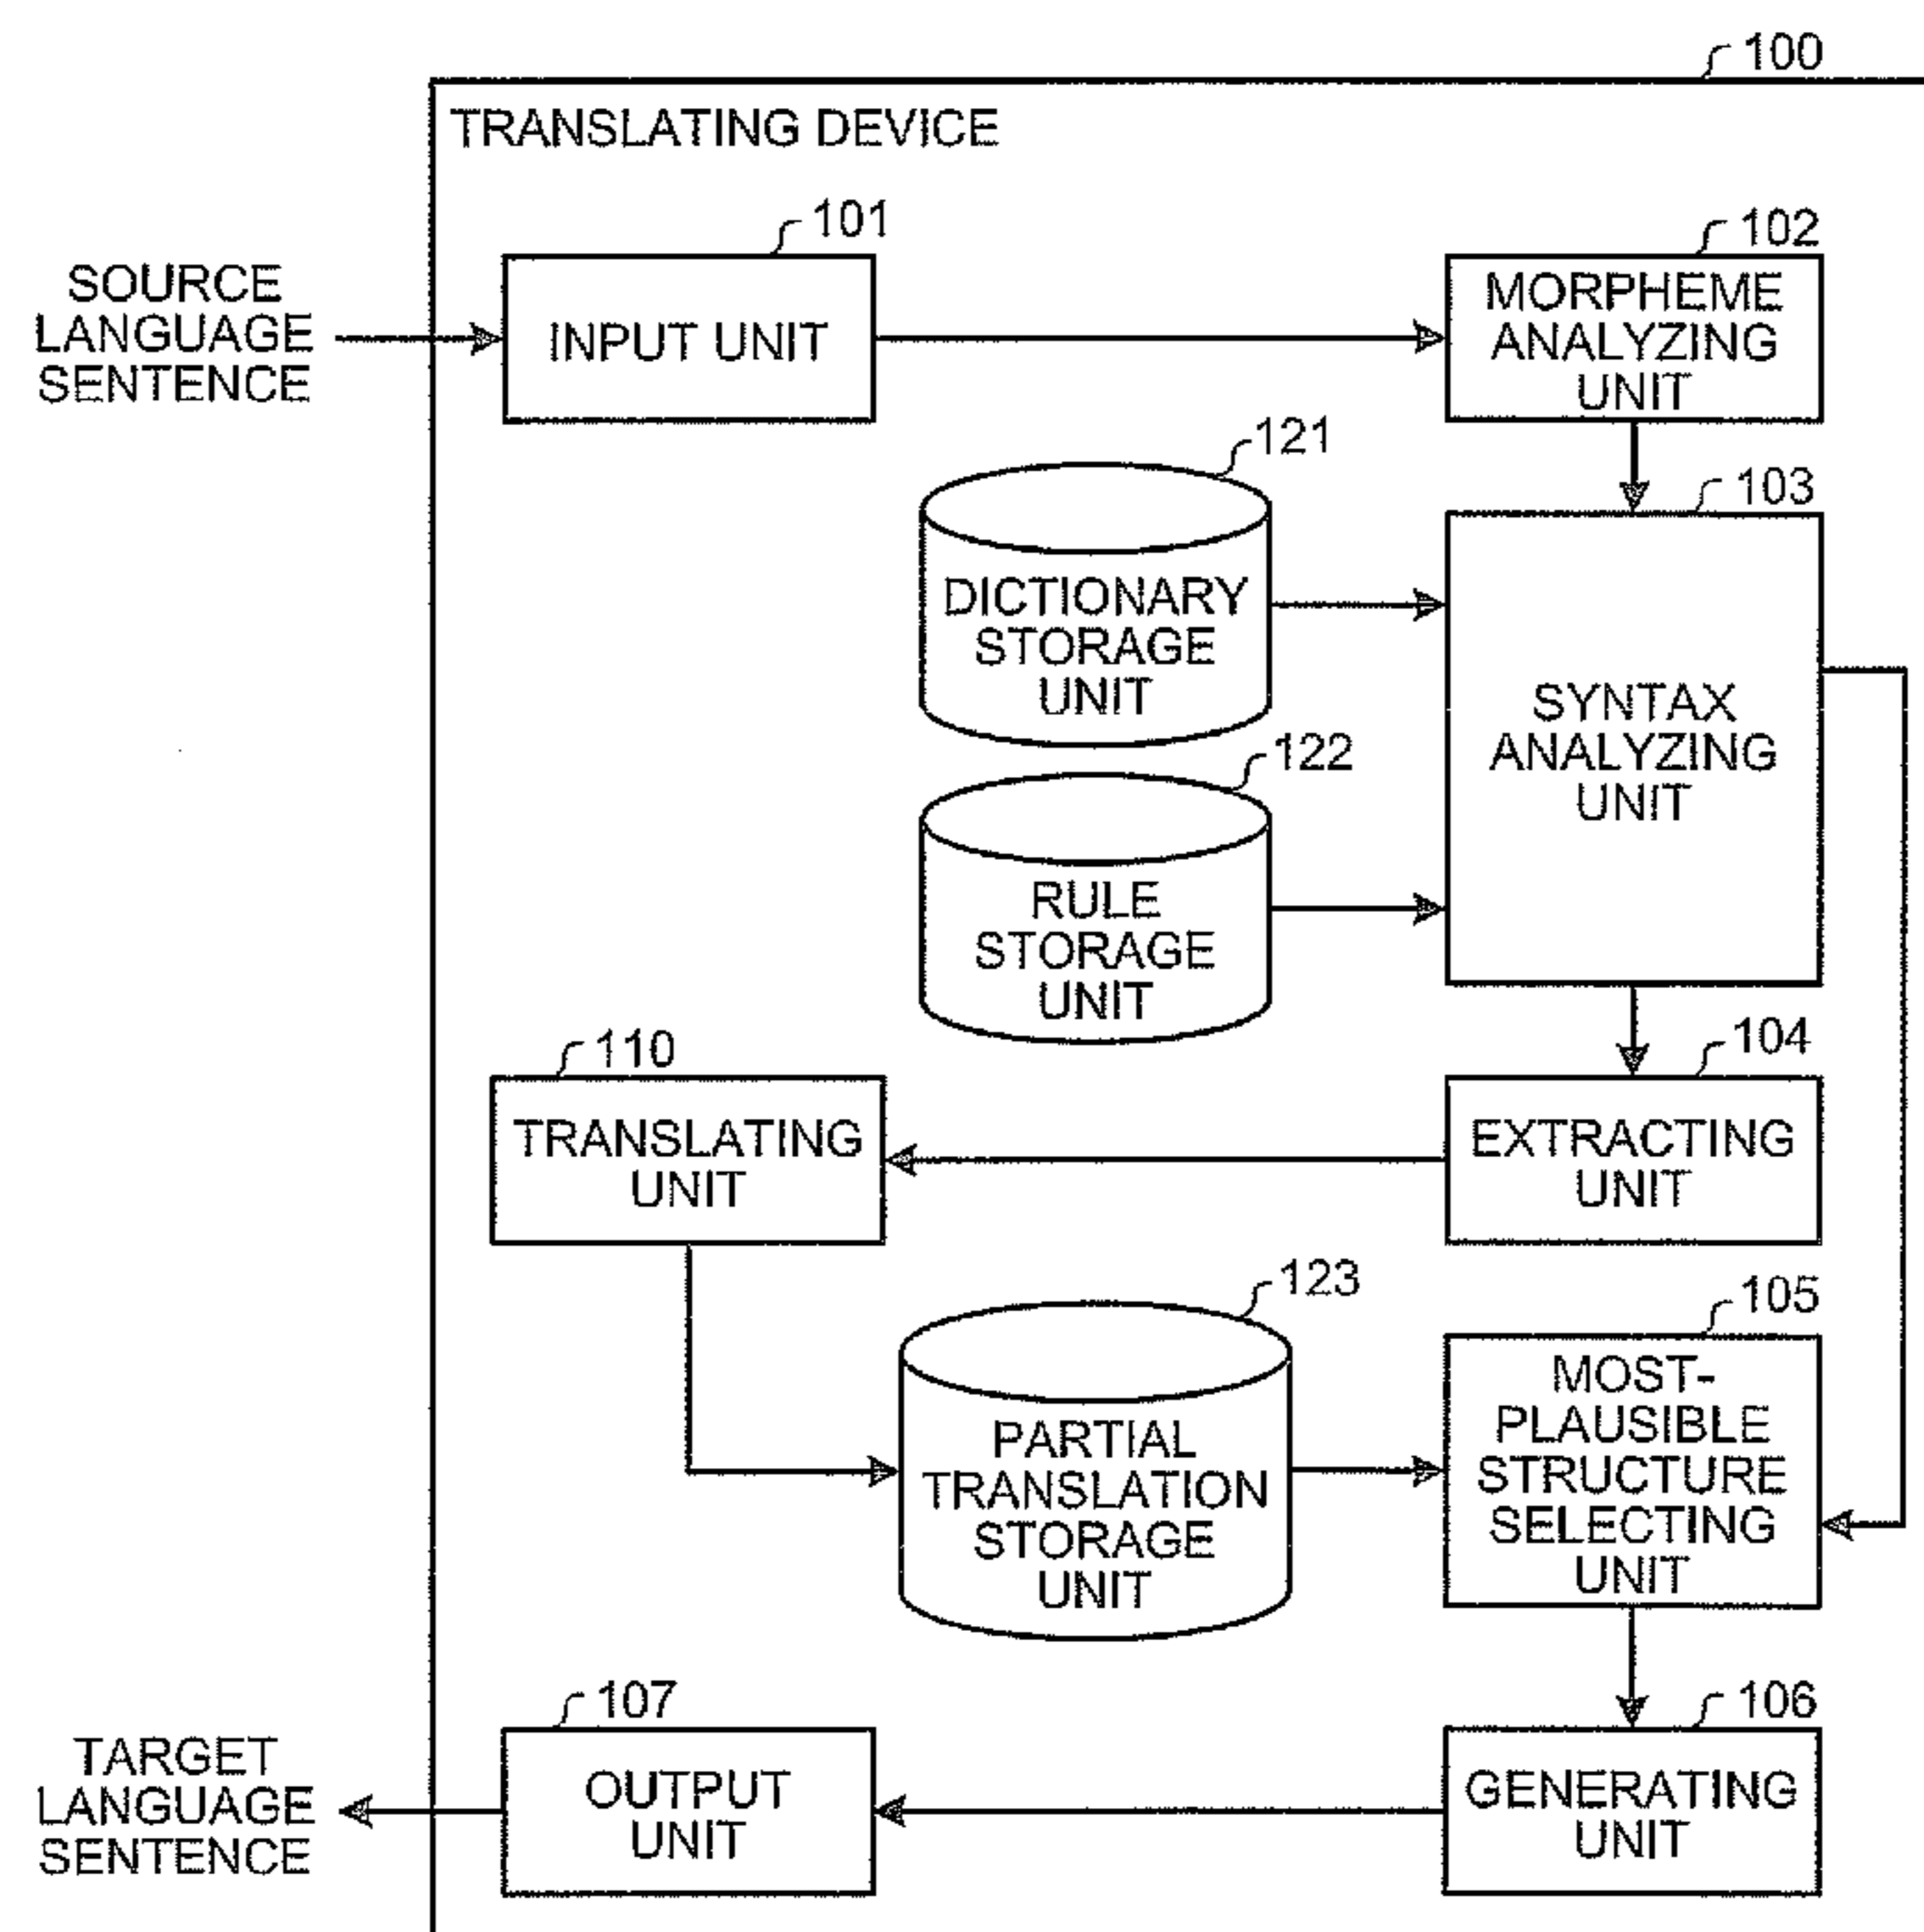 100
TRANSLATING DEVICE
101
102
SOURCE
LANGUAGE
SENTENCE
INPUT UNIT
MORPHEME
ANALYZING
UNIT
121
103
DICTIONARY
STORAGE
UNIT
SYNTAX
ANALYZING
UNIT
122
RULE
STORAGE
UNIT
110
104
TRANSLATING
UNIT
EXTRACTING
UNIT
123
105
PARTIAL
TRANSLATION
STORAGE
UNIT
MOST-
PLAUSIBLE
STRUCTURE
SELECTING
UNIT
107
106
TARGET
LANGUAGE
SENTENCE
OUTPUT
UNIT
GENERATING
UNIT